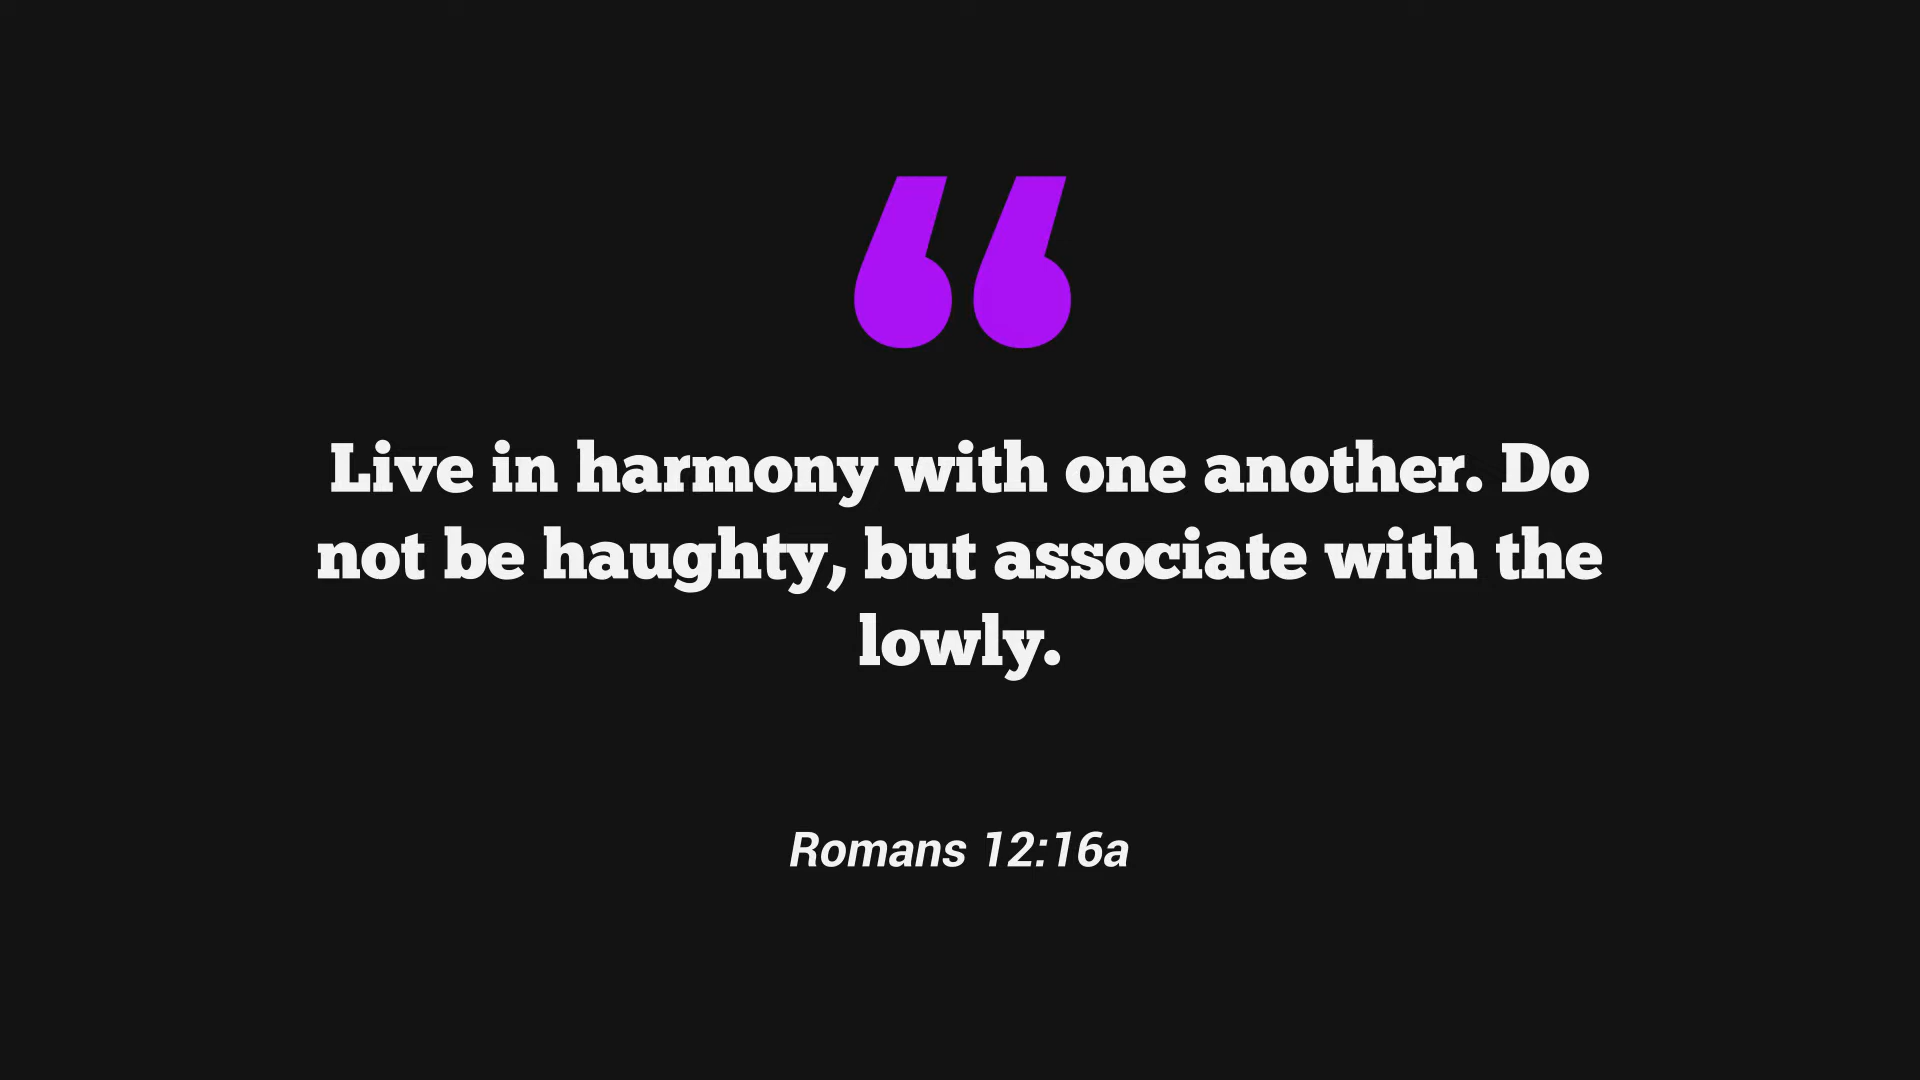 “
Live in harmony with one another. Do
not be haughty, but associate with the
lowly.
Romans 12:16a